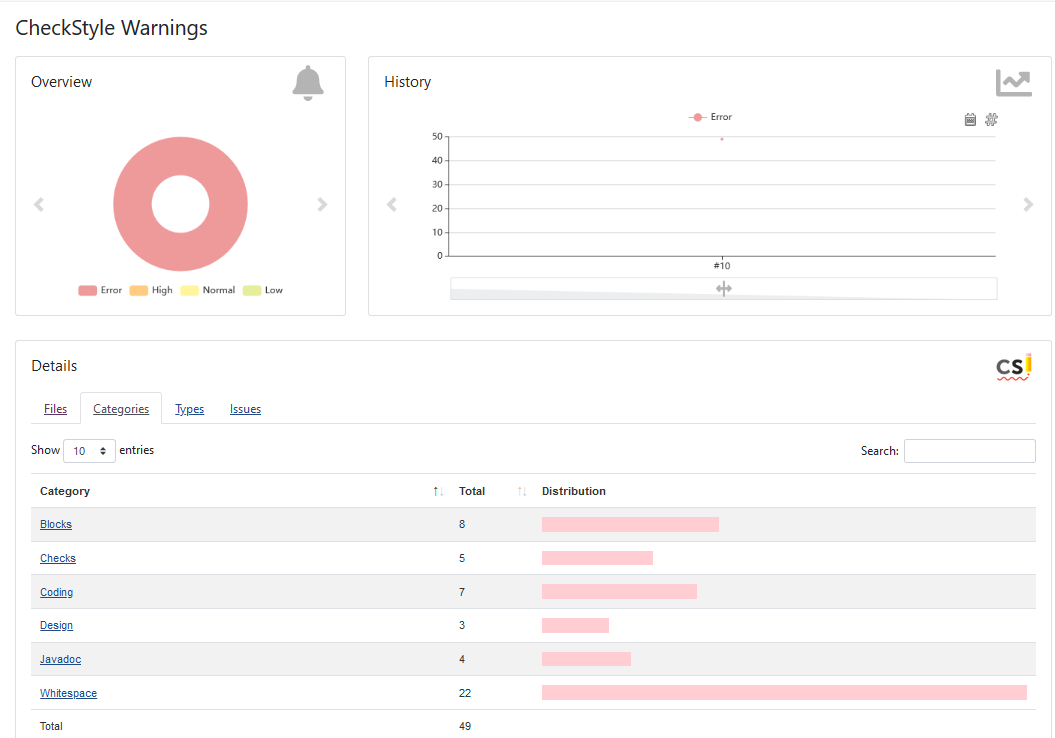 CheckStyle Warnings
Overview
Error High Normal Low
History
Error
50
40
30
20
10
0
#10
Details
CS
Files Categories Types Issues
Show 10 entries Search:
Category Total Distribution
Blocks 8
Checks 5
Coding 7
Design 3
Javadoc 4
Whitespace 22
Total 49